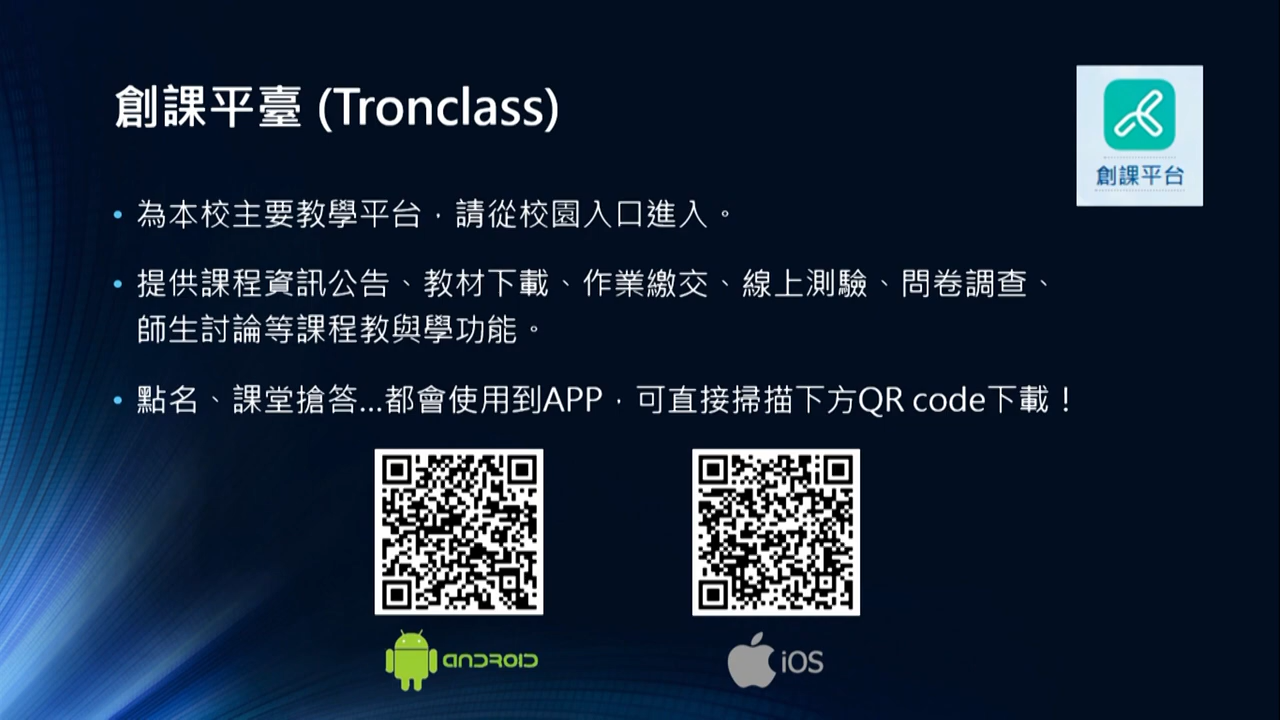 創課平臺 (Tronclass)
創課平台
• 為本校主要教學平台，請從校園入口進入。
• 提供課程資訊公告、教材下載、作業繳交、線上測驗、問卷調查、
師生討論等課程教與學功能。
• 點名、課堂搶答…都會使用到APP，可直接掃描下方QR code下載！
ANDROID
iOS